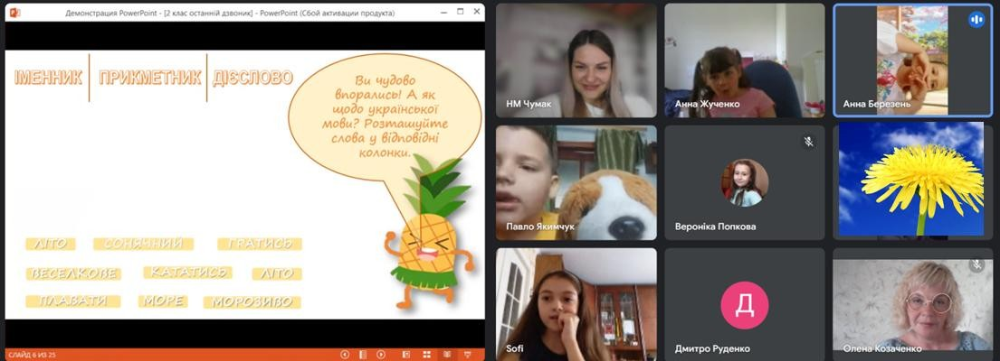 Демонстрация PowerPoint - [2 клас останній дзвоник] - PowerPoint (Сбой активации продукта)
ІМЕННИК ПРИКМЕТНИК ДІЄСЛОВО
Ви чудово
впорались! А як
щодо української
мови? Розташуйте
слова у відповідні
колонки.
ЛІТО СОНЯЧНИЙ ГРАТИСЬ
ВЕСЕЛКОВЕ КАТАТИСЬ ЛІТО
ПЛАВАТИ МОРЕ МОРОЗИВО
СЛАЙД 6 ИЗ 25
НМ Чумак
Анна Жученко
Анна Березень
Павло Якимчук
Вероніка Попкова
Sofi
Д
Дмитро Руденко
Олена Козаченко